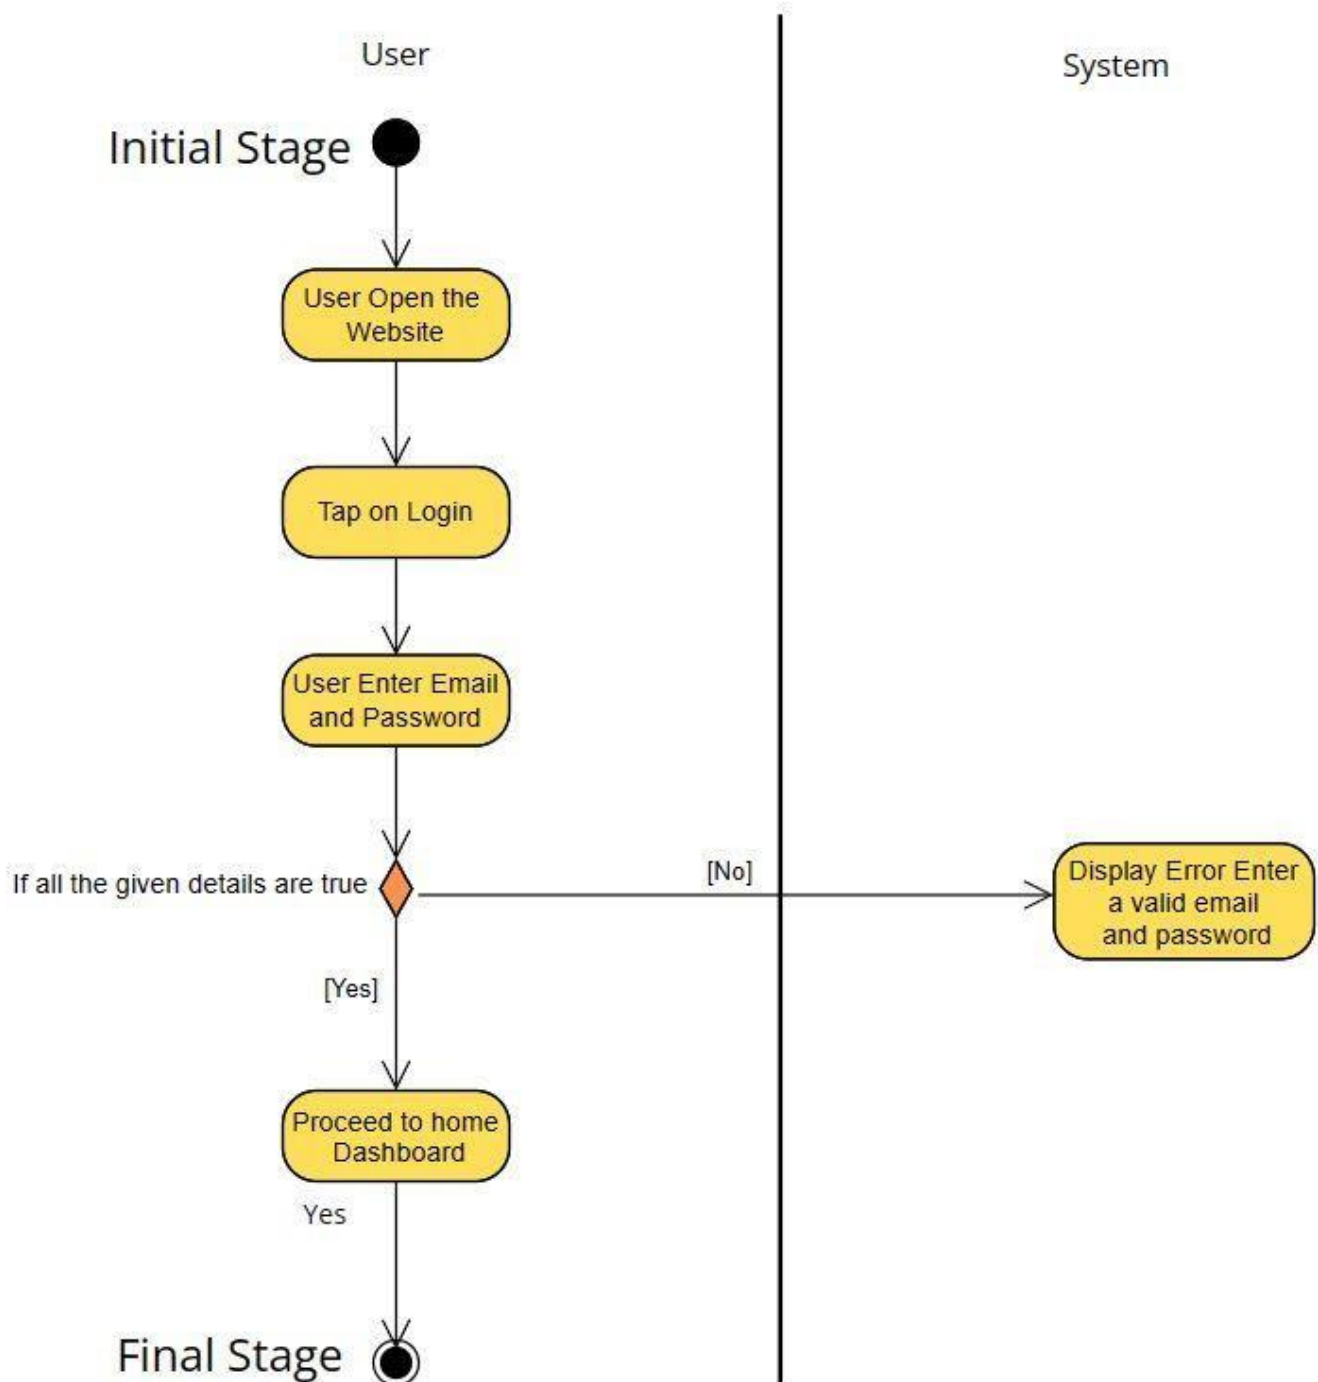 User
System
Initial Stage
User Open the
Website
Tap on Login
User Enter Email
and Password
If all the given details are true
[No]
Display Error Enter
a valid email
and password
[Yes]
Proceed to home
Dashboard
Yes
Final Stage